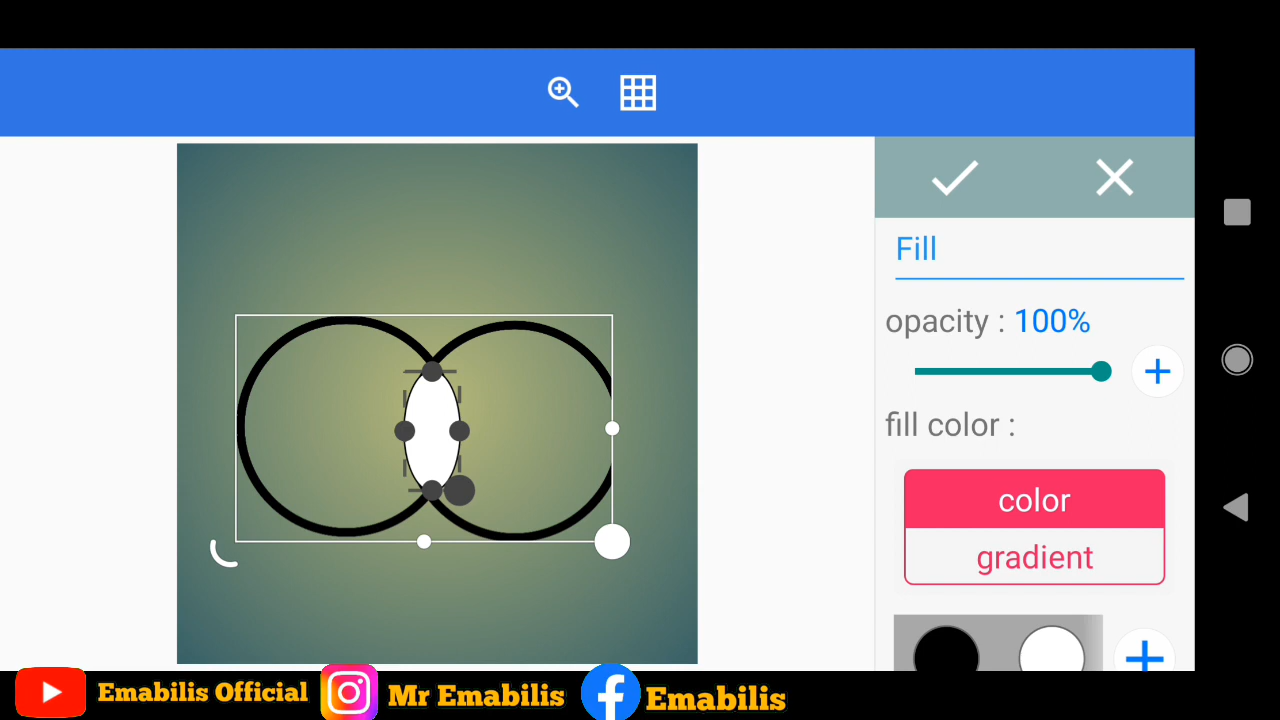 Fill
opacity : 100%
fill color :
color
gradient
Emabilis Official
Mr Emabilis
Emabilis